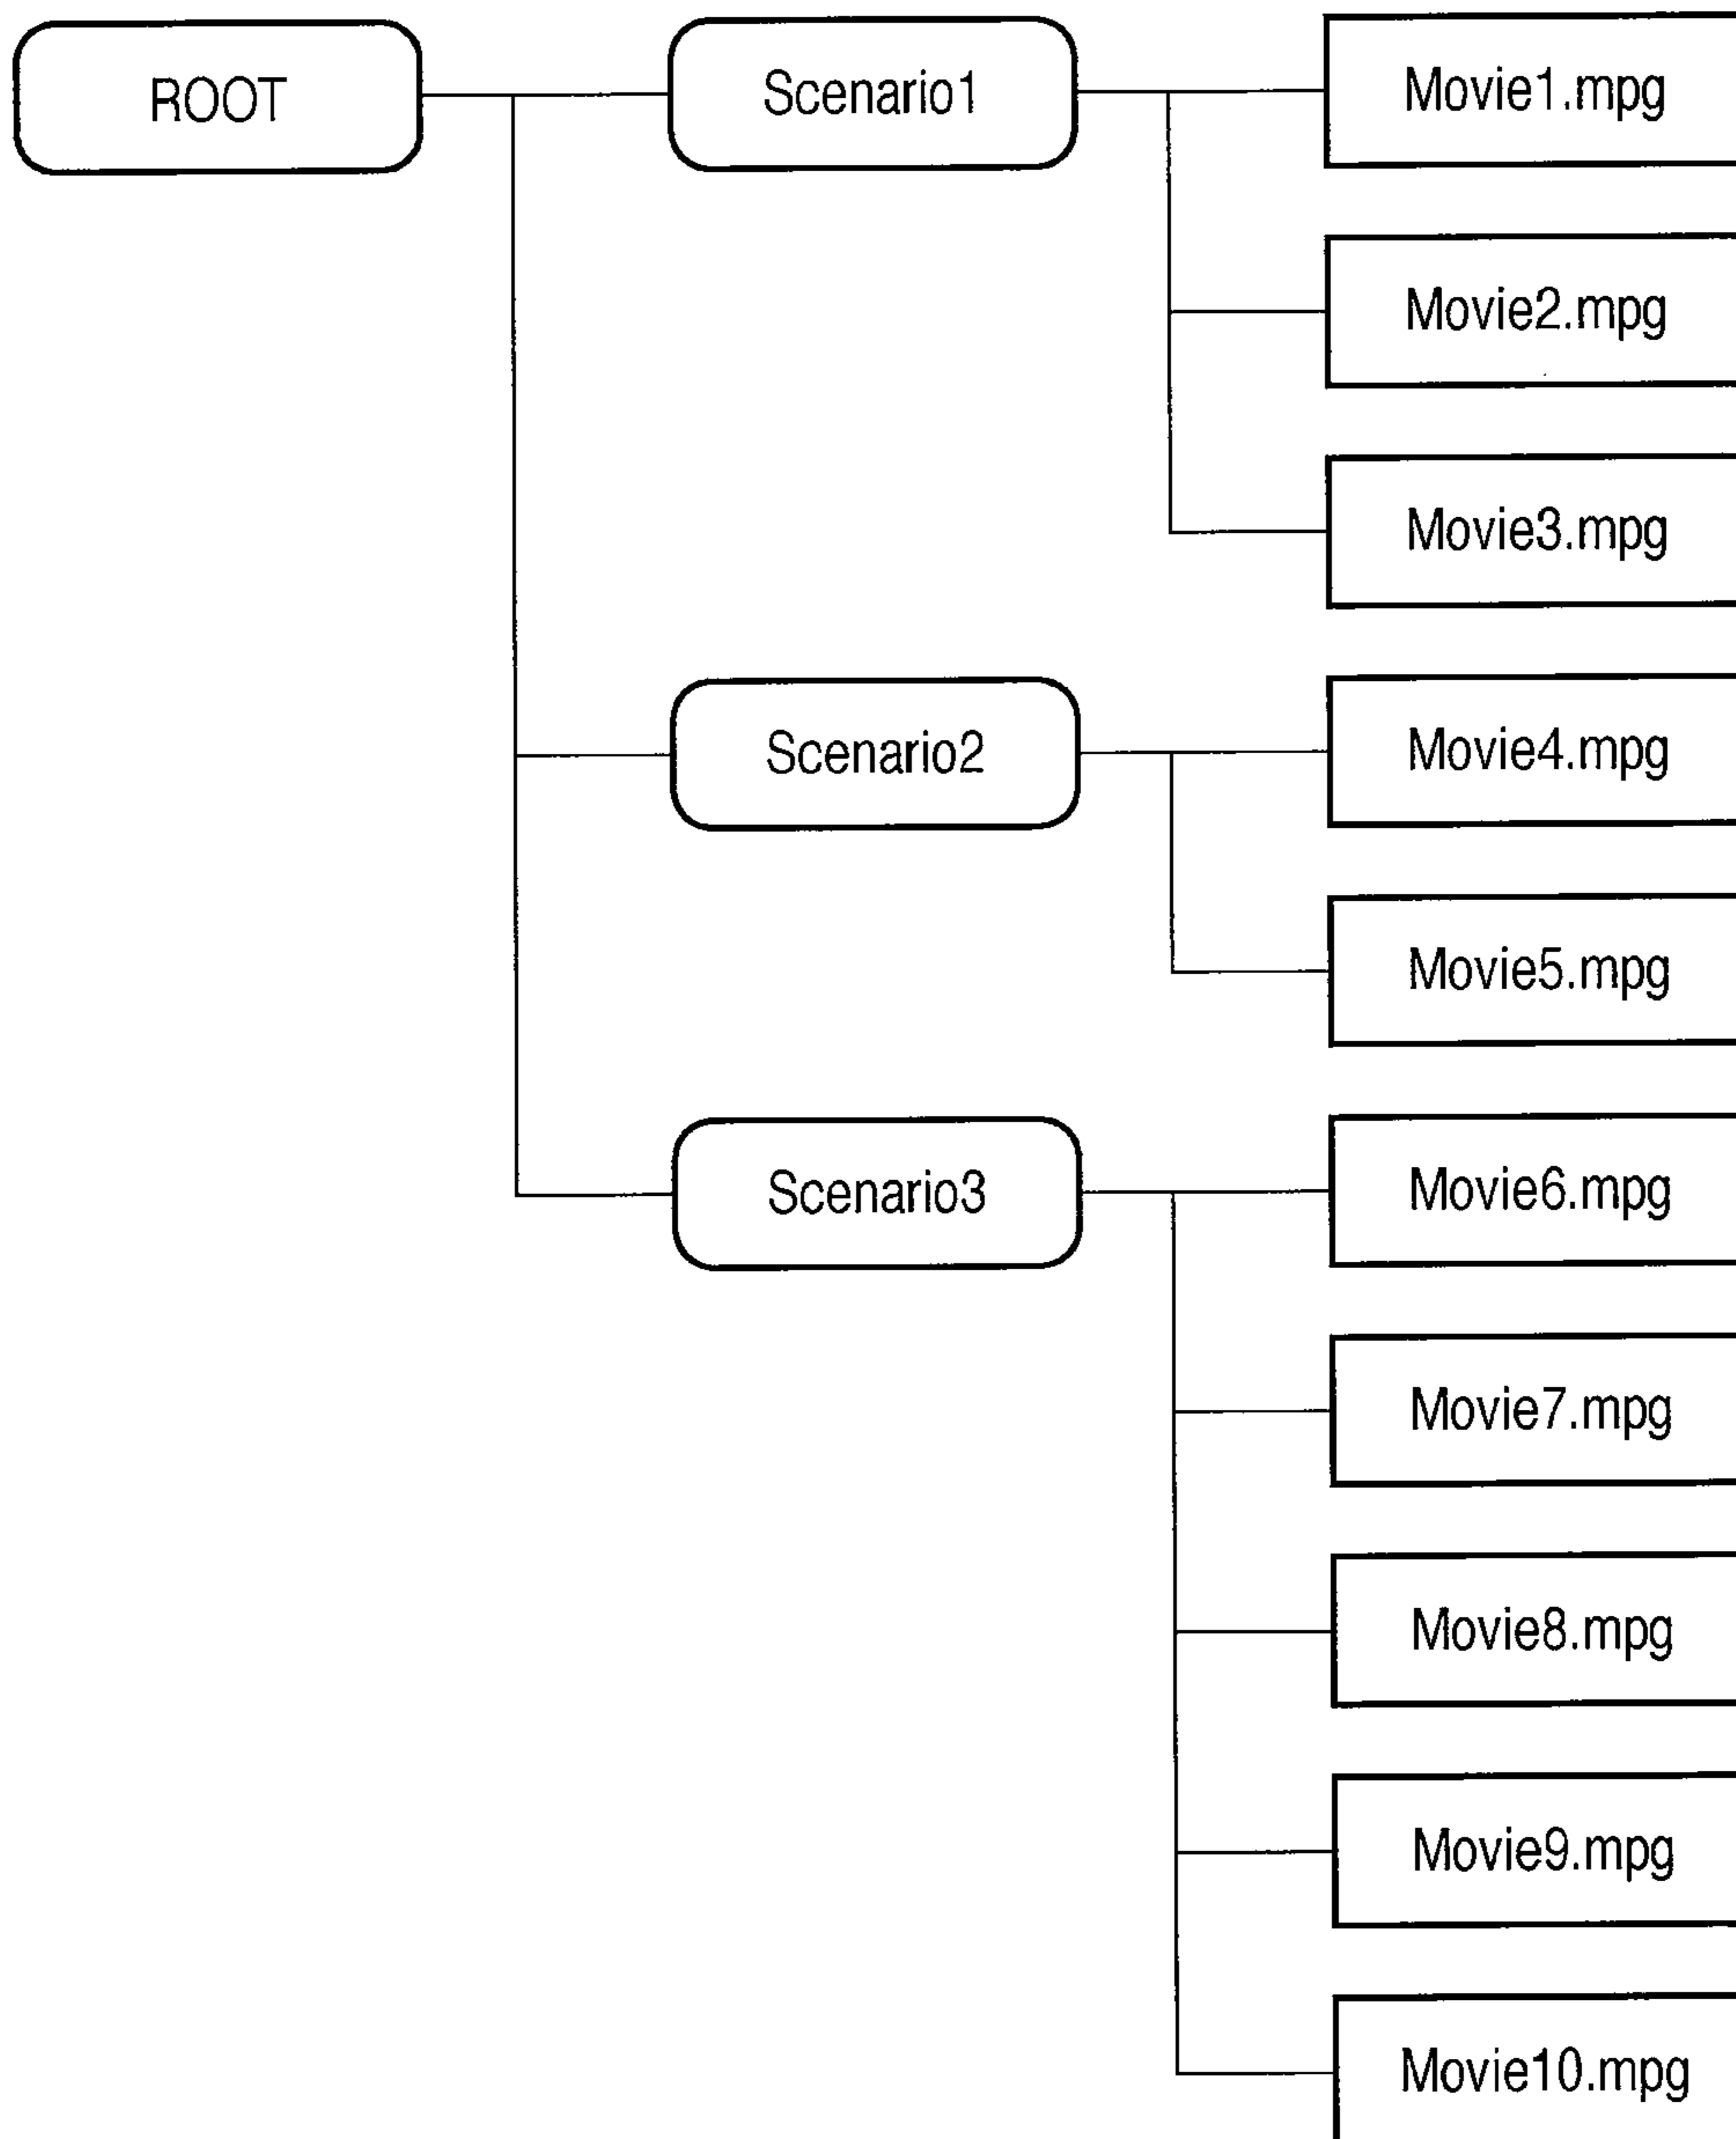 ROOT
Scenario1
Movie1.mpg
Movie2.mpg
Movie3.mpg
Scenario2
Movie4.mpg
Movie5.mpg
Scenario3
Movie6.mpg
Movie7.mpg
Movie8.mpg
Movie9.mpg
Movie10.mpg